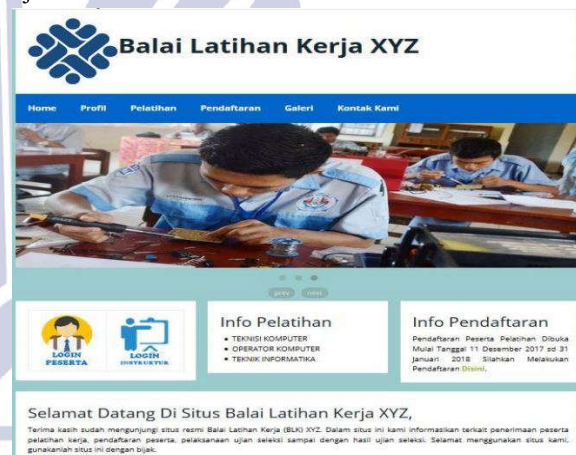 Balai Latihan Kerja XYZ
Home Profil Pelatihan Pendaftaran Galeri Kontak Kami
prev next
LOGIN PESERTA
LOGIN INSTRUKTUR
Info Pelatihan
• TEKNISI KOMPUTER
• OPERATOR KOMPUTER
• TEKNIK INFORMATIKA
Info Pendaftaran
Pendaftaran Peserta Pelatihan Dibuka
Mulai Tanggal 11 Desember 2017 sd 31
Januari 2018 Silahkan Melakukan
Pendaftaran Disini.
Selamat Datang Di Situs Balai Latihan Kerja XYZ,
Terima kasih sudah mengunjungi situs resmi Balai Latihan Kerja (BLK) XYZ. Dalam situs ini kami informasikan terkait penerimaan peserta
pelatihan kerja, pendaftaran peserta, pelaksanaan ujian seleksi sampai dengan hasil ujian seleksi. Selamat menggunakan situs kami,
gunakanlah situs ini dengan bijak.